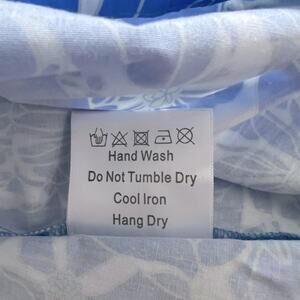 Hand Wash
Do Not Tumble Dry
Cool Iron
Hang Dry